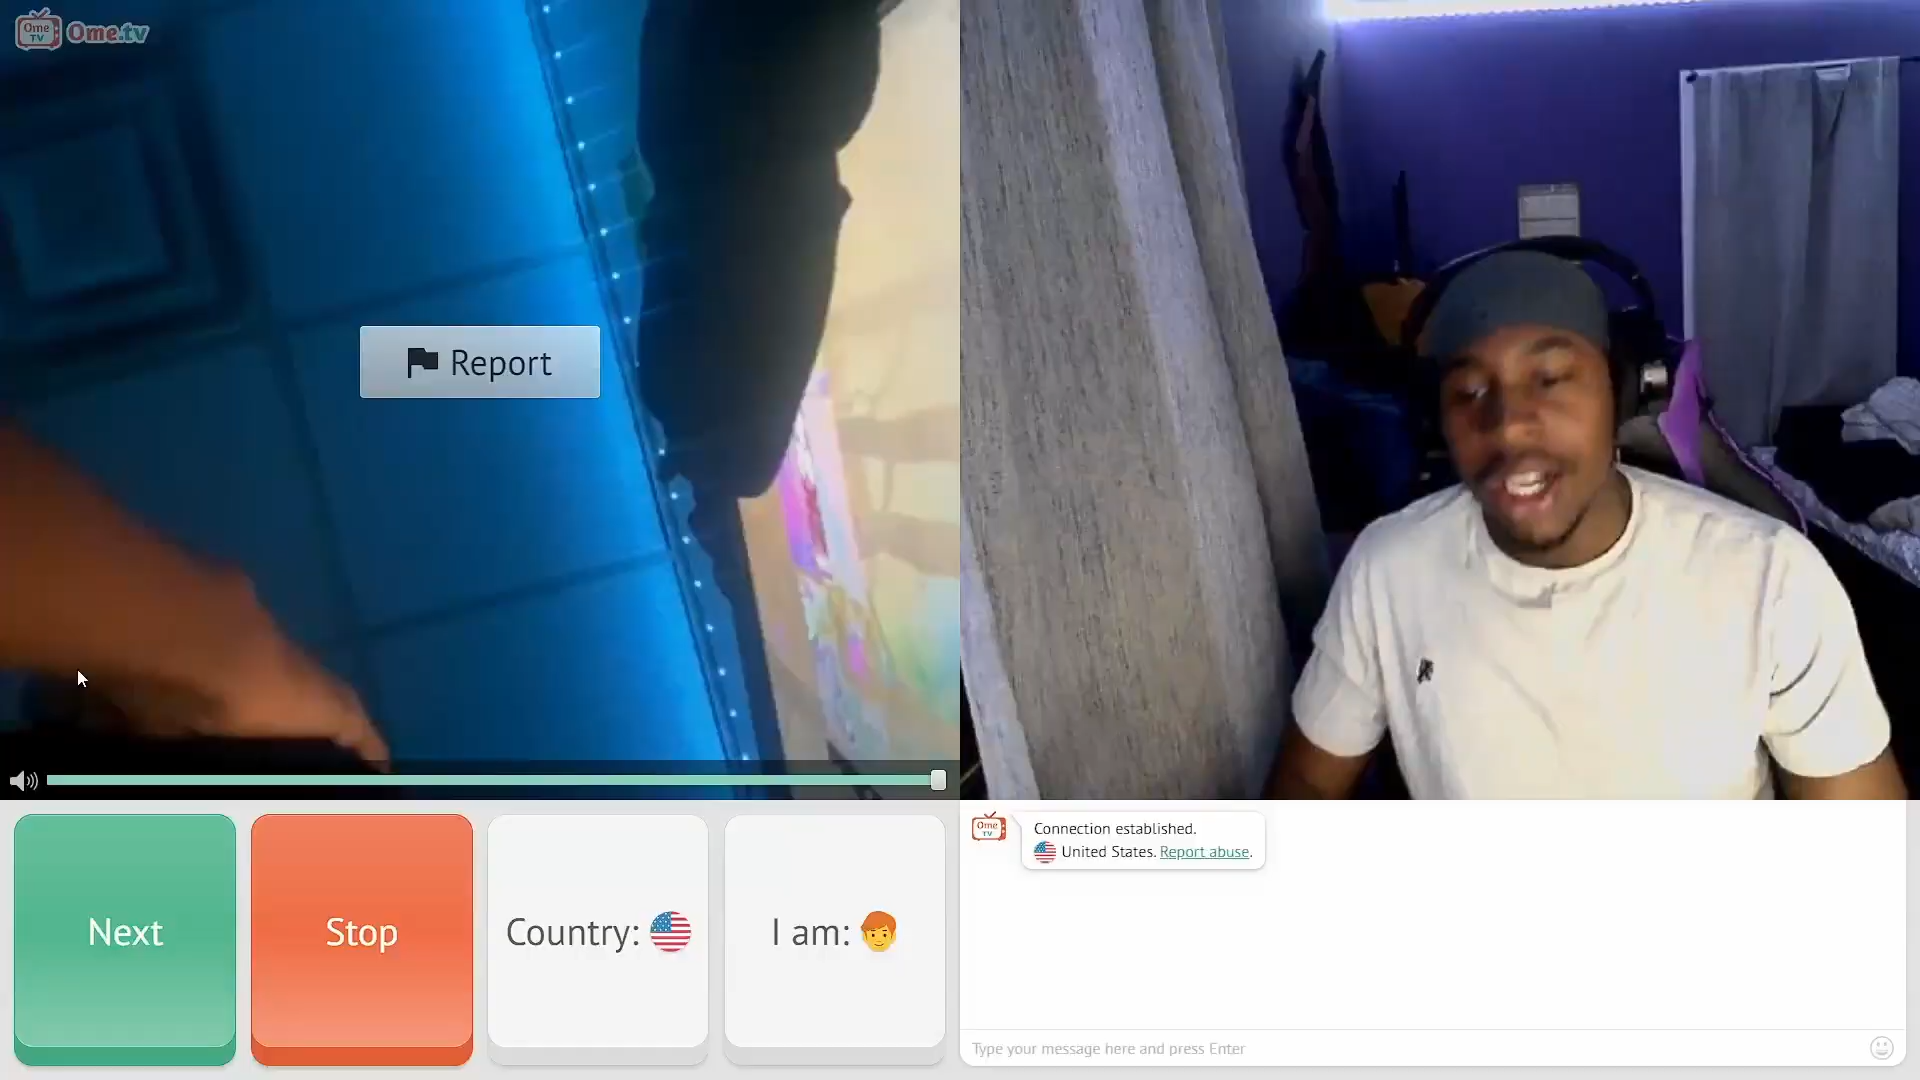 Ome
TV
Ome.tv
Report
Next
Stop
Country:
I am:
Ome
TV
Connection established.
United States. Report abuse.
Type your message here and press Enter